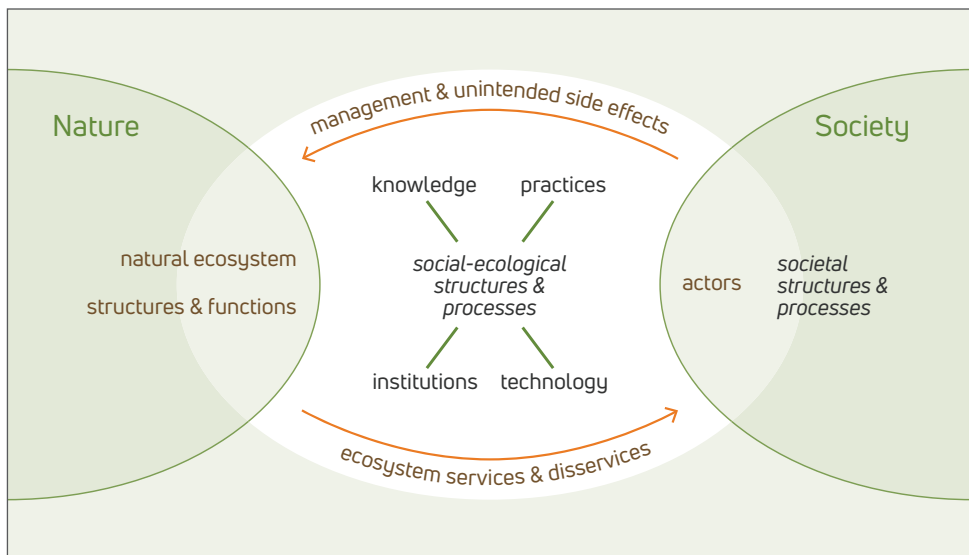 management & unintended side effects
Nature
Society
knowledge
practices
natural ecosystem
structures & functions
social-ecological
structures &
processes
actors
societal
structures &
processes
institutions
technology
ecosystem services & disservices